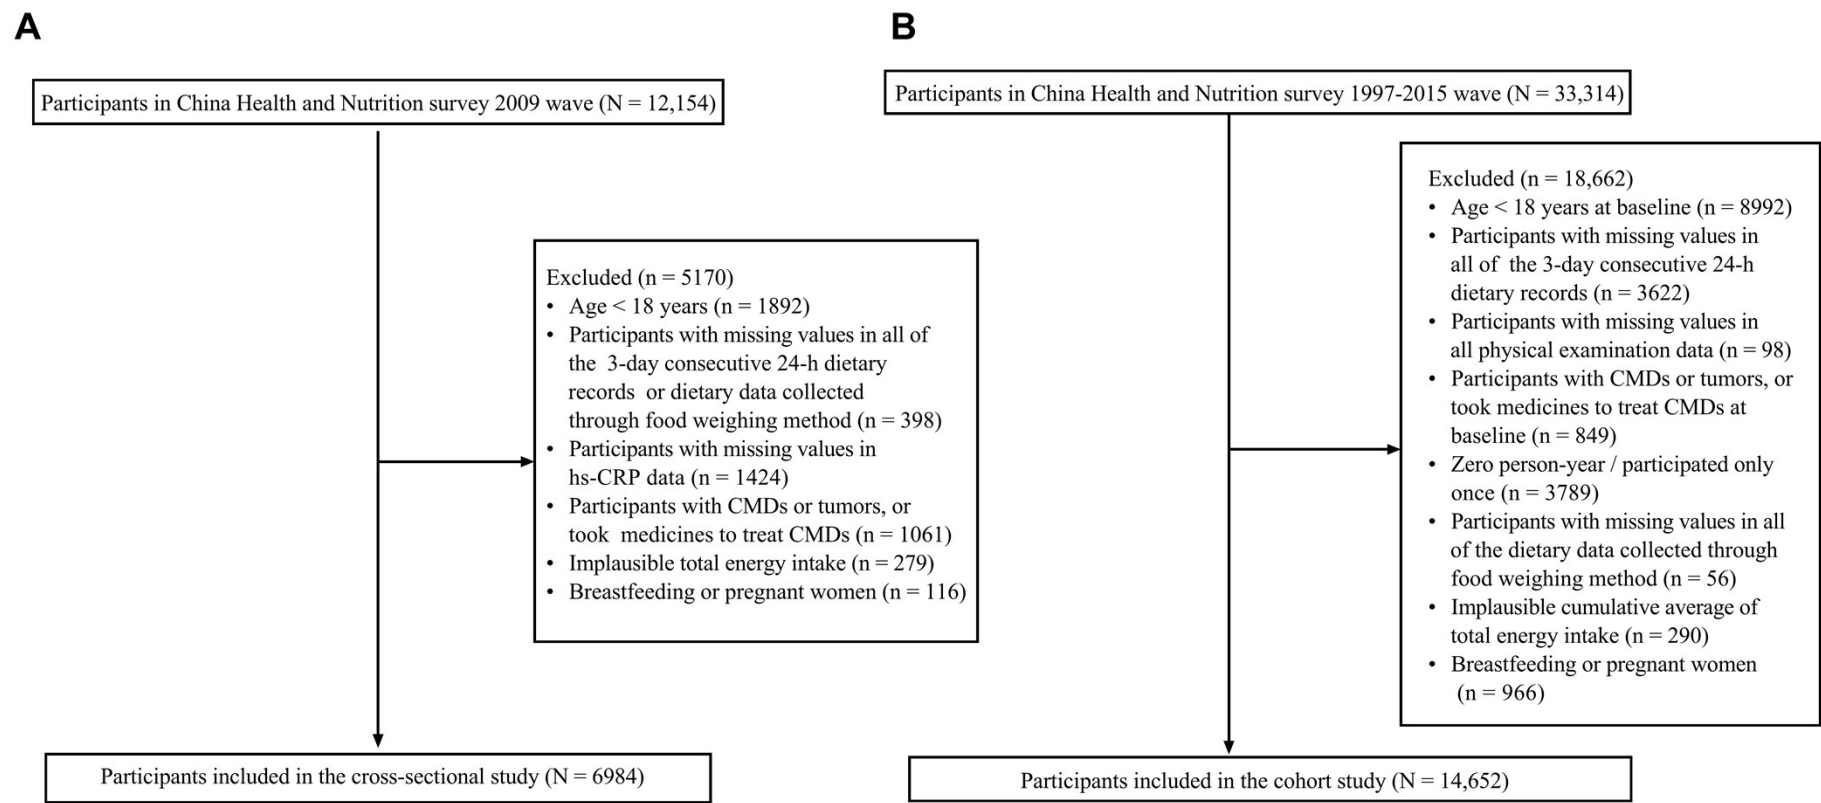 A
Participants in China Health and Nutrition survey 2009 wave (N = 12,154)
Excluded (n = 5170)
• Age < 18 years (n = 1892)
• Participants with missing values in all of
the 3-day consecutive 24-h dietary
records or dietary data collected
through food weighing method (n = 398)
• Participants with missing values in
hs-CRP data (n = 1424)
• Participants with CMDs or tumors, or
took medicines to treat CMDs (n = 1061)
• Implausible total energy intake (n = 279)
• Breastfeeding or pregnant women (n = 116)
Participants included in the cross-sectional study (N = 6984)
B
Participants in China Health and Nutrition survey 1997-2015 wave (N = 33,314)
Excluded (n = 18,662)
• Age < 18 years at baseline (n = 8992)
• Participants with missing values in
all of the 3-day consecutive 24-h
dietary records (n = 3622)
• Participants with missing values in
all physical examination data (n = 98)
• Participants with CMDs or tumors, or
took medicines to treat CMDs at
baseline (n = 849)
• Zero person-year / participated only
once (n = 3789)
• Participants with missing values in all
of the dietary data collected through
food weighing method (n = 56)
• Implausible cumulative average of
total energy intake (n = 290)
• Breastfeeding or pregnant women
(n = 966)
Participants included in the cohort study (N = 14,652)